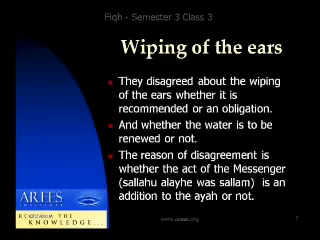 Fiqh - Semester 3 Class 3
Wiping of the ears
They disagreed about the wiping
of the ears whether it is
recommended or an obligation.
And whether the water is to be
renewed or not.
The reason of disagreement is
whether the act of the Messenger
(sallahu alayhe was sallam) is an
addition to the ayah or not.
AREES
INSTITUTE
THE
KNOWLEDGE...
www.arees.org
7